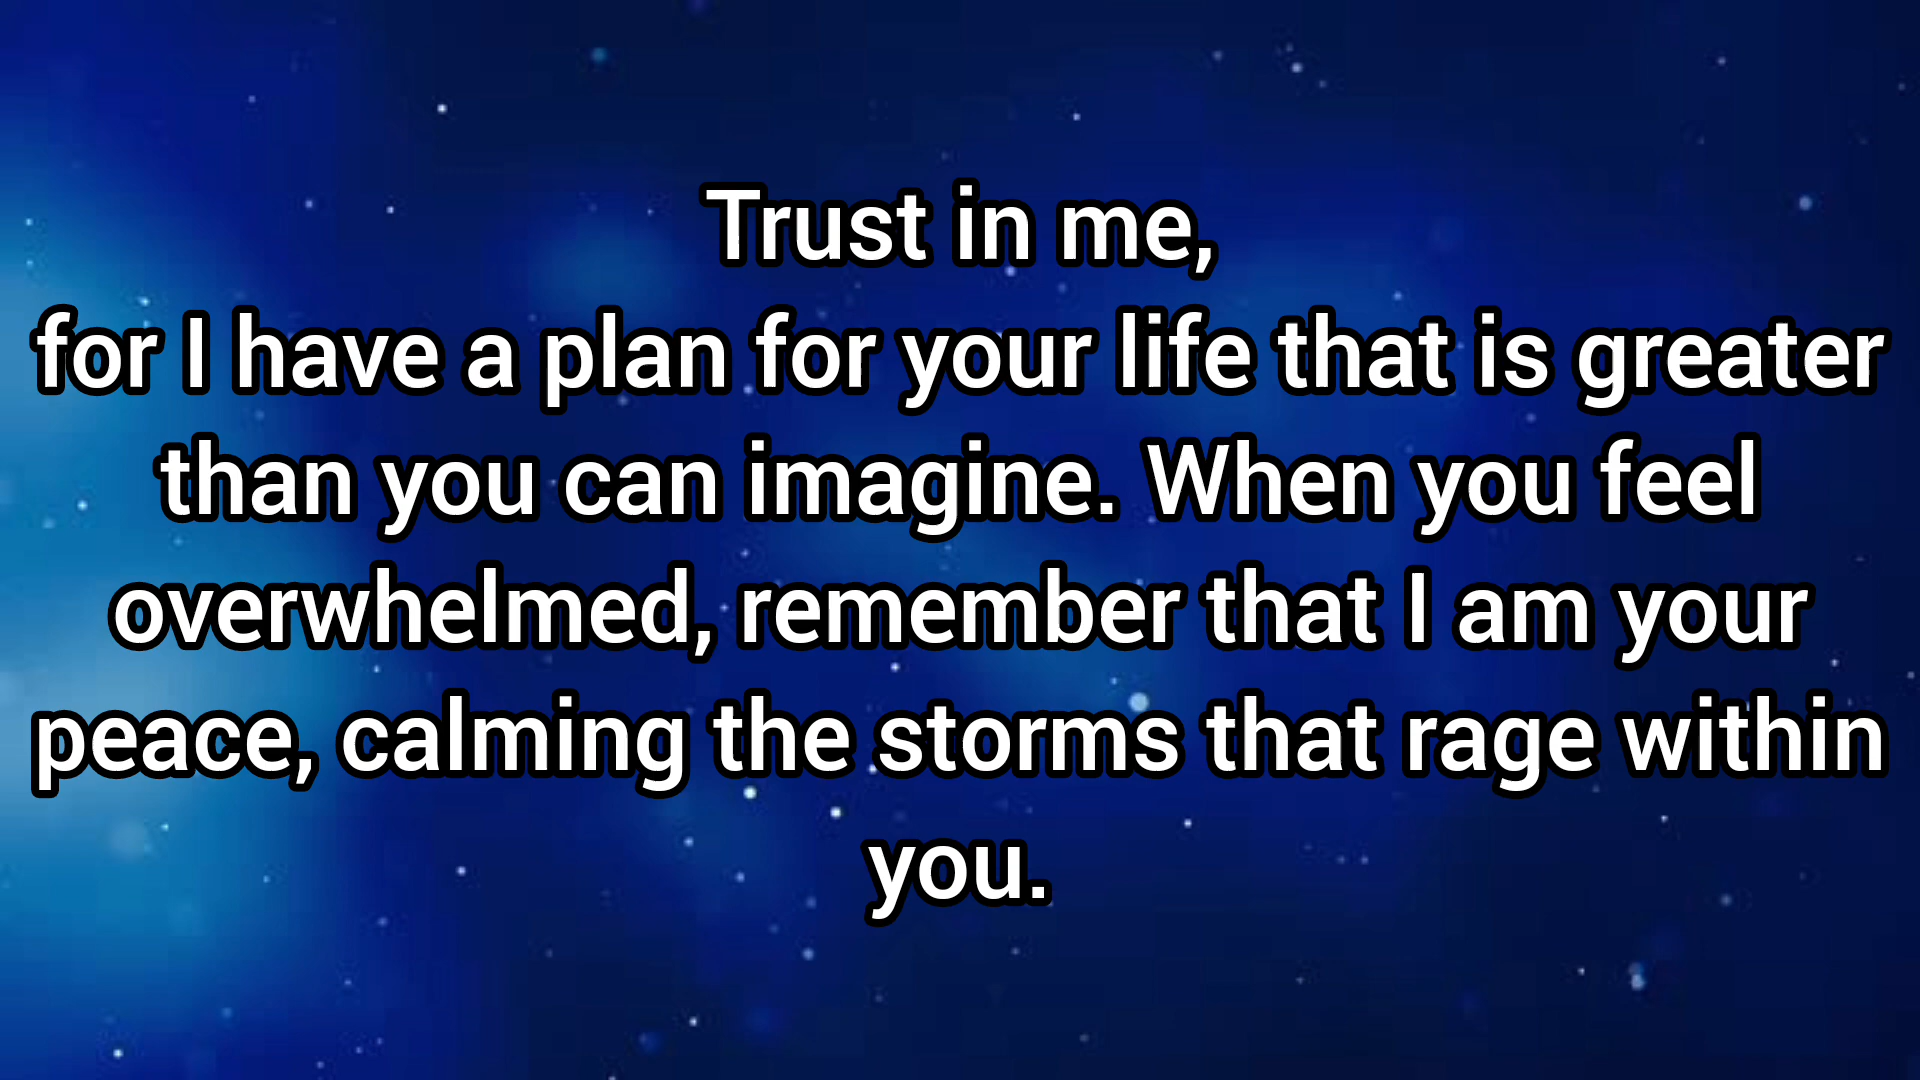 Trust in me,
for I have a plan for your life that is greater
than you can imagine. When you feel
overwhelmed, remember that I am your
peace, calming the storms that rage within
you.